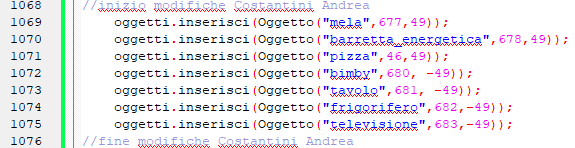 1068 //inizio modifiche Costantini Andrea
1069 oggetti.inserisci(Oggetto("mela",677,49));
1070 oggetti.inserisci(Oggetto("barretta_energetica",678,49));
1071 oggetti.inserisci(Oggetto("pizza",46,49));
1072 oggetti.inserisci(Oggetto("bimby",680, -49));
1073 oggetti.inserisci(Oggetto("tavolo",681, -49));
1074 oggetti.inserisci(Oggetto("frigorifero",682,-49));
1075 oggetti.inserisci(Oggetto("televisione",683,-49));
1076 //fine modifiche Costantini Andrea